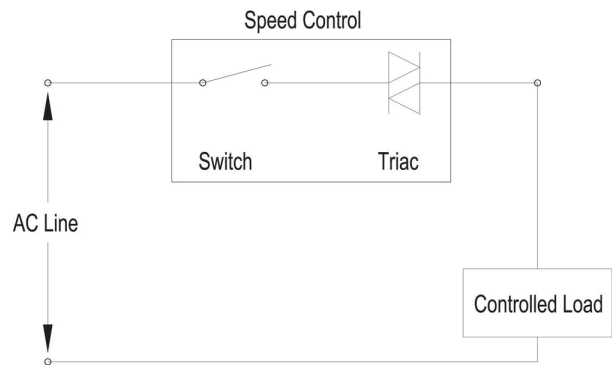 Speed Control
Switch
Triac
AC Line
Controlled Load